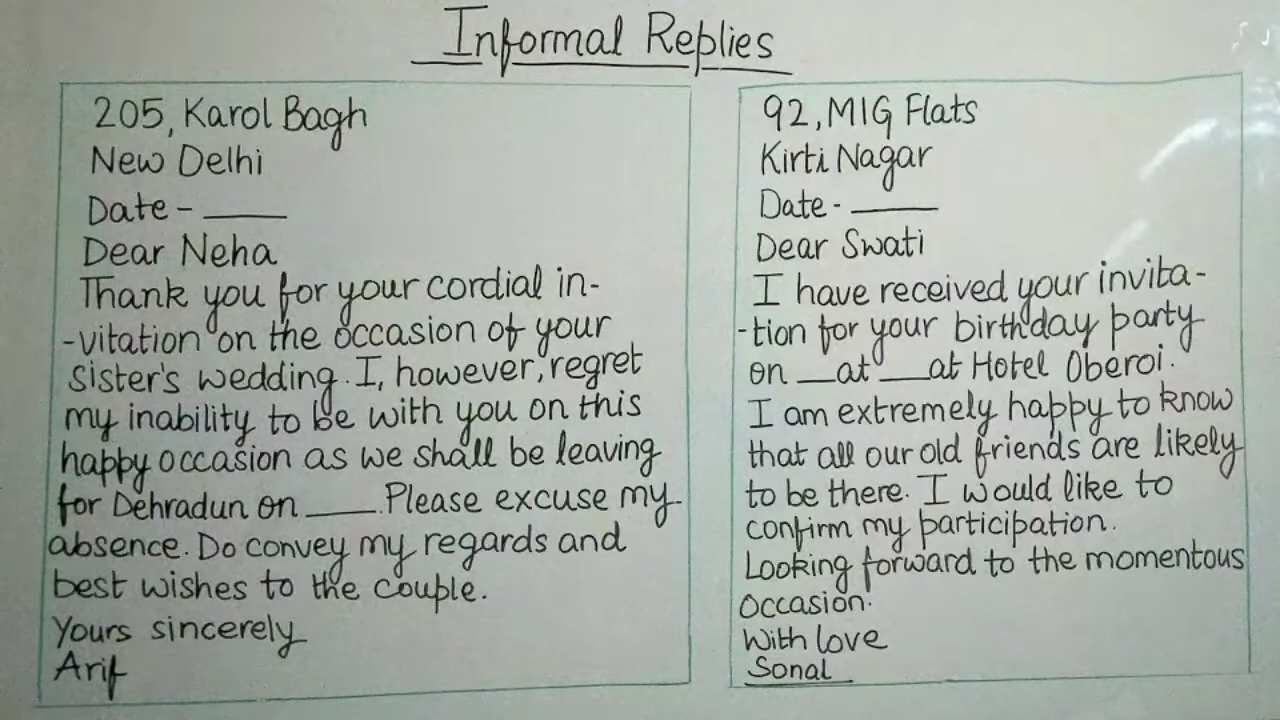 Informal Replies
205, Karol Bagh
New Delhi
Date - ____
Dear Neha
Thank you for your cordial in-
-vitation on the occasion of your
sister's wedding. I, however, regret
my inability to be with you on this
happy occasion as we shall be leaving
for Dehradun on ____. Please excuse my
absence. Do convey my regards and
best wishes to the couple.
Yours sincerely
Arif
92, MIG Flats
Kirti Nagar
Date - ____
Dear Swati
I have received your invita-
-tion for your birthday party
on __ at __ at Hotel Oberoi.
I am extremely happy to know
that all our old friends are likely
to be there. I would like to
confirm my participation.
Looking forward to the momentous
occasion.
With love
Sonal